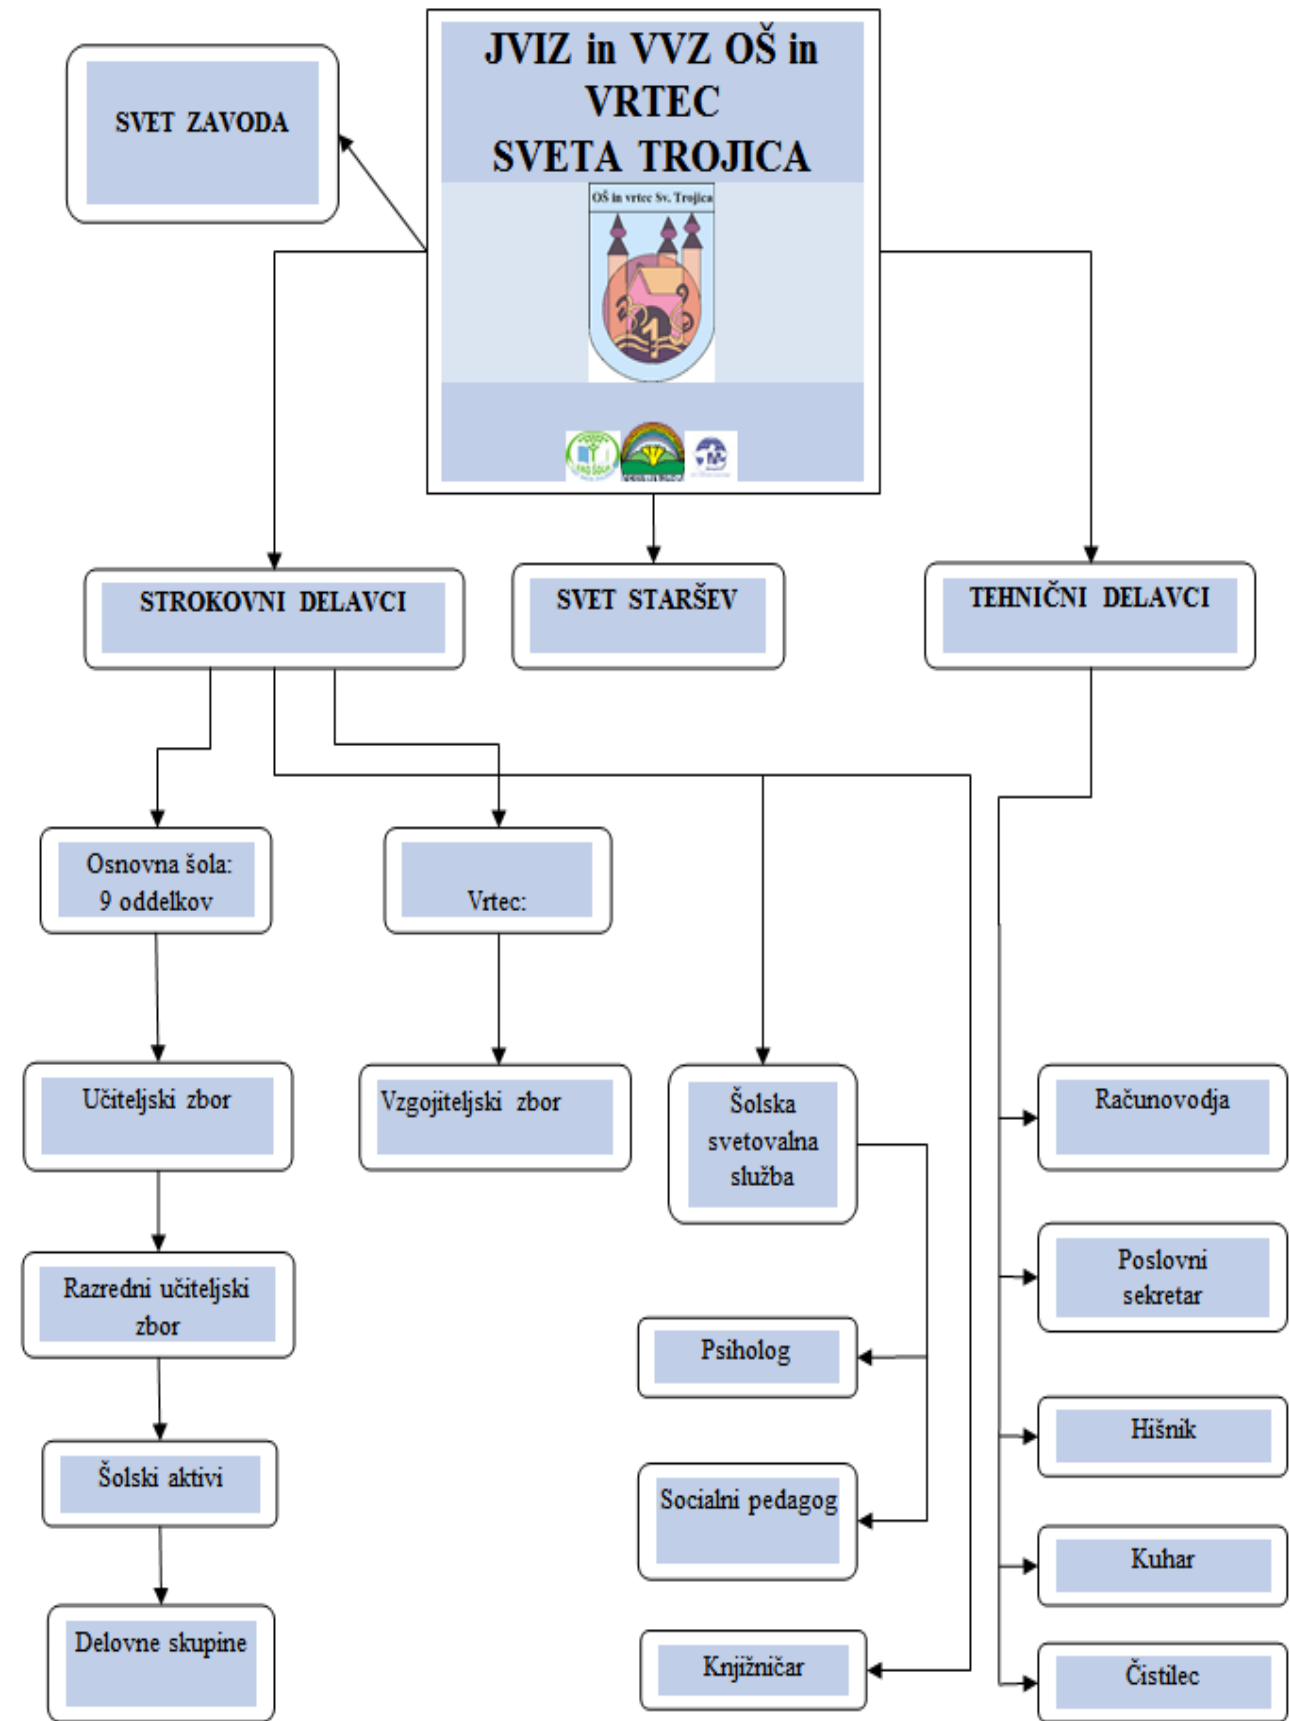 JVIZ in VVZ OŠ in
VRTEC
SVETA TROJICA
OŠ in vrtec Sv. Trojica
SVET ZAVODA
STROKOVNI DELAVCI
SVET STARŠEV
TEHNIČNI DELAVCI
Osnovna šola:
9 oddelkov
Vrtec:
Učiteljski zbor
Vzgojiteljski zbor
Šolska
svetovalna
služba
Računovodja
Razredni učiteljski
zbor
Poslovni
sekretar
Psiholog
Hišnik
Šolski aktivi
Socialni pedagog
Kuhar
Delovne skupine
Knjižničar
Čistilec